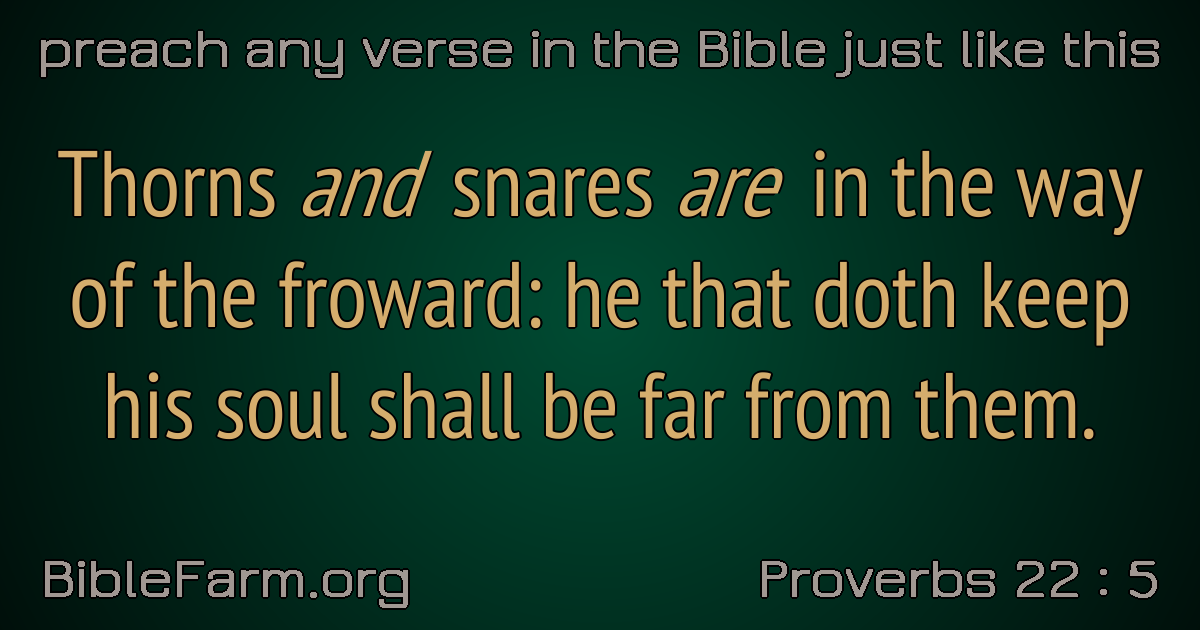 preach any verse in the Bible just like this
Thorns and snares are in the way
of the froward: he that doth keep
his soul shall be far from them.
BibleFarm.org
Proverbs 22 : 5